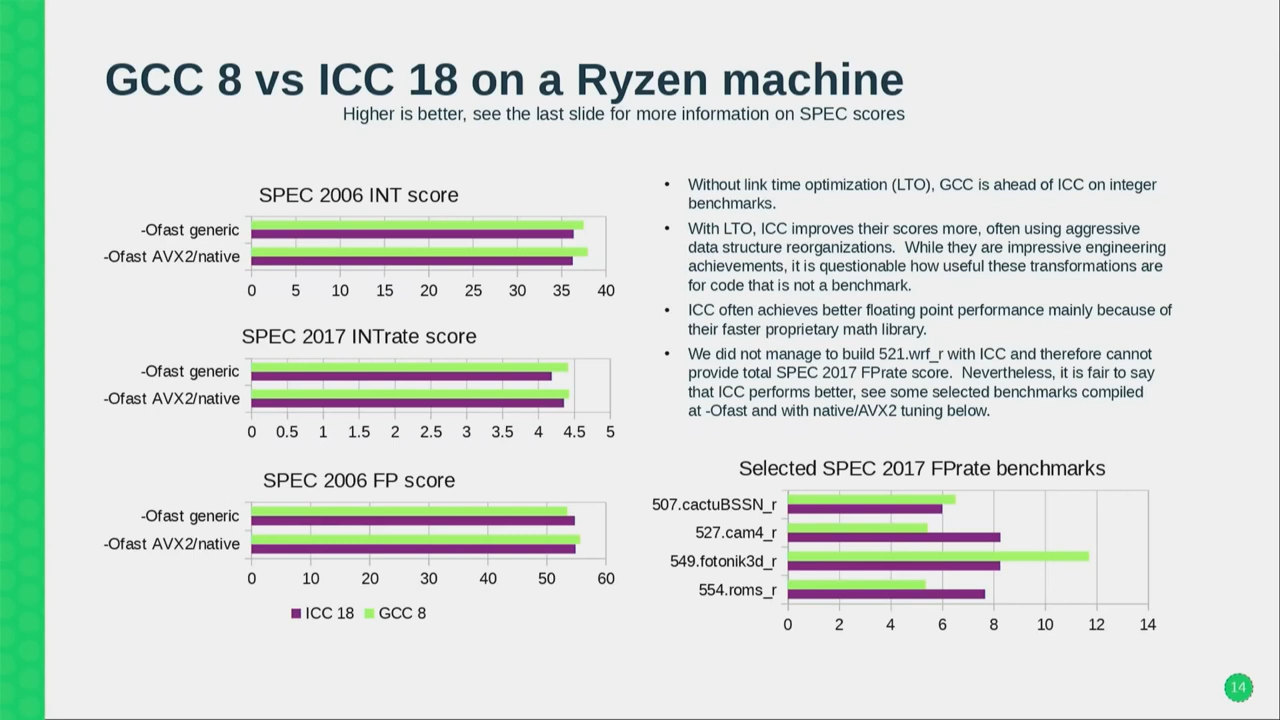 GCC 8 vs ICC 18 on a Ryzen machine
Higher is better, see the last slide for more information on SPEC scores
SPEC 2006 INT score
-Ofast generic
-Ofast AVX2/native
0 5 10 15 20 25 30 35 40
SPEC 2017 INTrate score
-Ofast generic
-Ofast AVX2/native
0 0.5 1 1.5 2 2.5 3 3.5 4 4.5 5
SPEC 2006 FP score
-Ofast generic
-Ofast AVX2/native
0 10 20 30 40 50 60
ICC 18 GCC 8
• Without link time optimization (LTO), GCC is ahead of ICC on integer
benchmarks.
• With LTO, ICC improves their scores more, often using aggressive
data structure reorganizations. While they are impressive engineering
achievements, it is questionable how useful these transformations are
for code that is not a benchmark.
• ICC often achieves better floating point performance mainly because of
their faster proprietary math library.
• We did not manage to build 521.wrf_r with ICC and therefore cannot
provide total SPEC 2017 FPrate score. Nevertheless, it is fair to say
that ICC performs better, see some selected benchmarks compiled
at -Ofast and with native/AVX2 tuning below.
Selected SPEC 2017 FPrate benchmarks
507.cactuBSSN_r
527.cam4_r
549.fotonik3d_r
554.roms_r
0 2 4 6 8 10 12 14
14